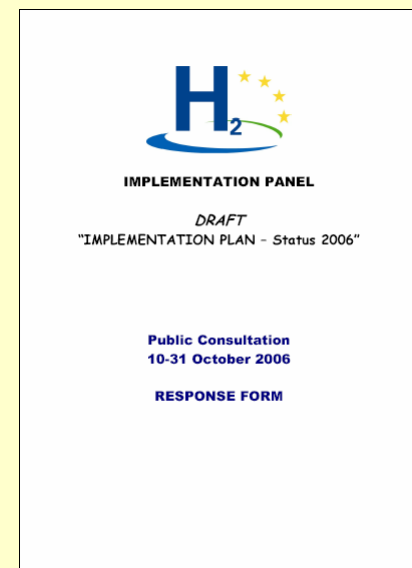 H2
IMPLEMENTATION PANEL
DRAFT
"IMPLEMENTATION PLAN – Status 2006"
Public Consultation
10-31 October 2006
RESPONSE FORM